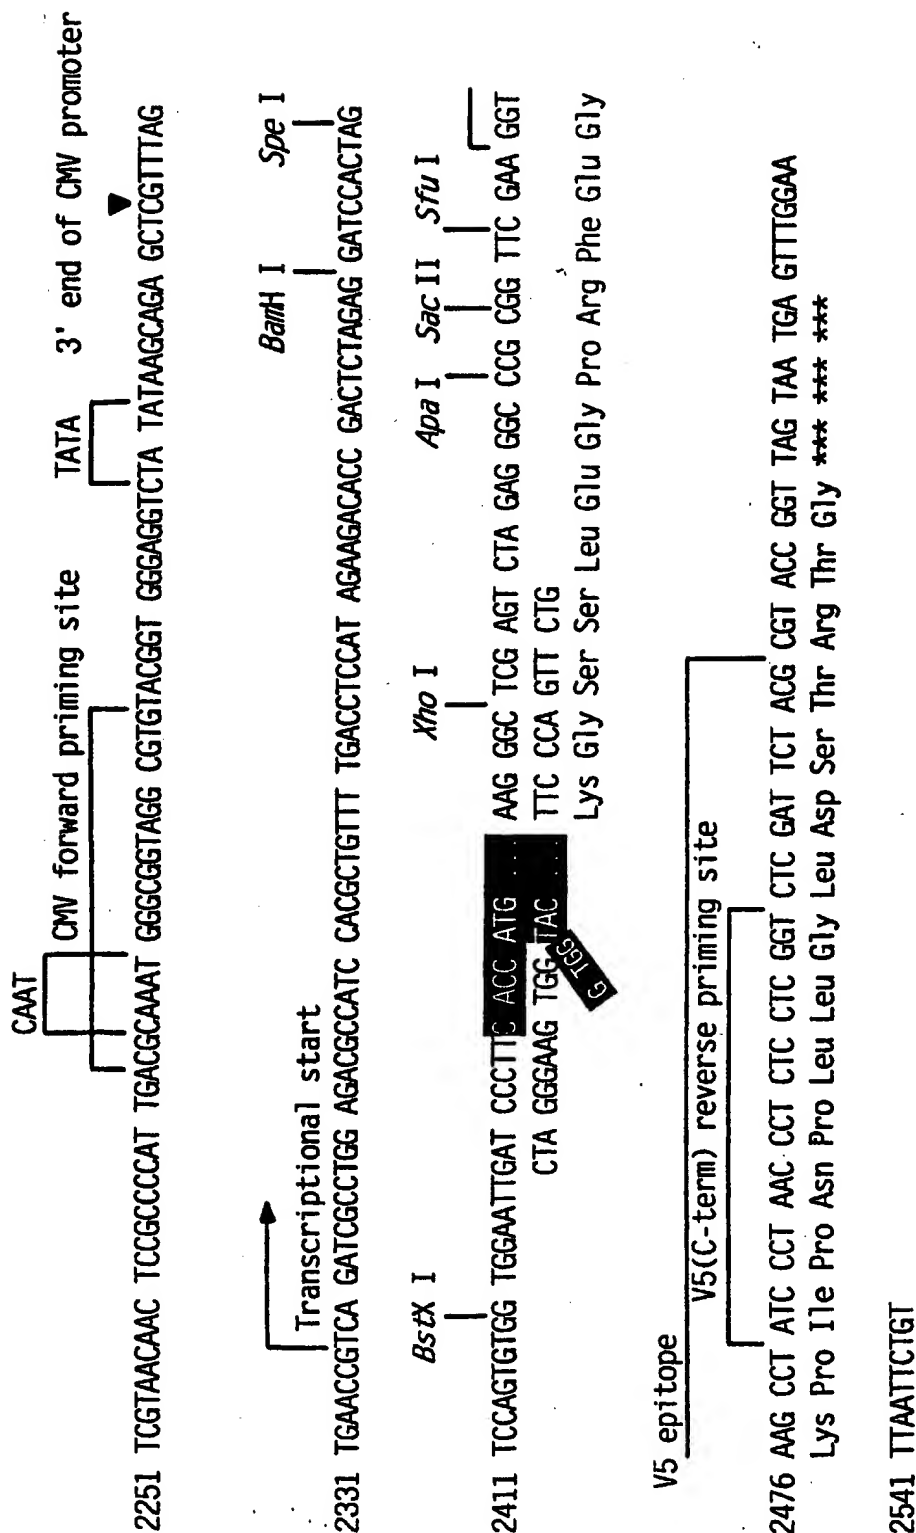 CAAT
CMV forward priming site
TATA 3' end of CMV promoter
2251 TCGTAACAAC TCCGCCCCAT TGACGCAAAT GGGCGGTAGG CGTGTACGGT GGGAGGTCTA TATAAGCAGA GCTCGTTTAG
Transcriptional start
BamH I Spe I
2331 TGAACCGTCA GATCGCCTGG AGACGCCATC CACGCTGTTT TGACCTCCAT AGAAGACACC GACTCTAGAG GATCCACTAG
BstX I Xho I Apa I Sac II Sfu I
2411 TCCAGTGTGG TGGAATTGAT CCCTTC ACC ATG ... AAG GGC TCG AGT CTA GAG GGC CCG CGG TTC GAA GGT
CTA GGGAAG TGG TAC ... TTC CCA GTT CTG
G TGG
Lys Gly Ser Ser Leu Glu Gly Pro Arg Phe Glu Gly
V5 epitope
V5(C-term) reverse priming site
2476 AAG CCT ATC CCT AAC CCT CTC CTC GGT CTC GAT TCT ACG CGT ACC GGT TAG TAA TGA GTTTGGAA
Lys Pro Ile Pro Asn Pro Leu Leu Gly Leu Asp Ser Thr Arg Thr Gly *** *** ***
2541 TTAATTCTGT